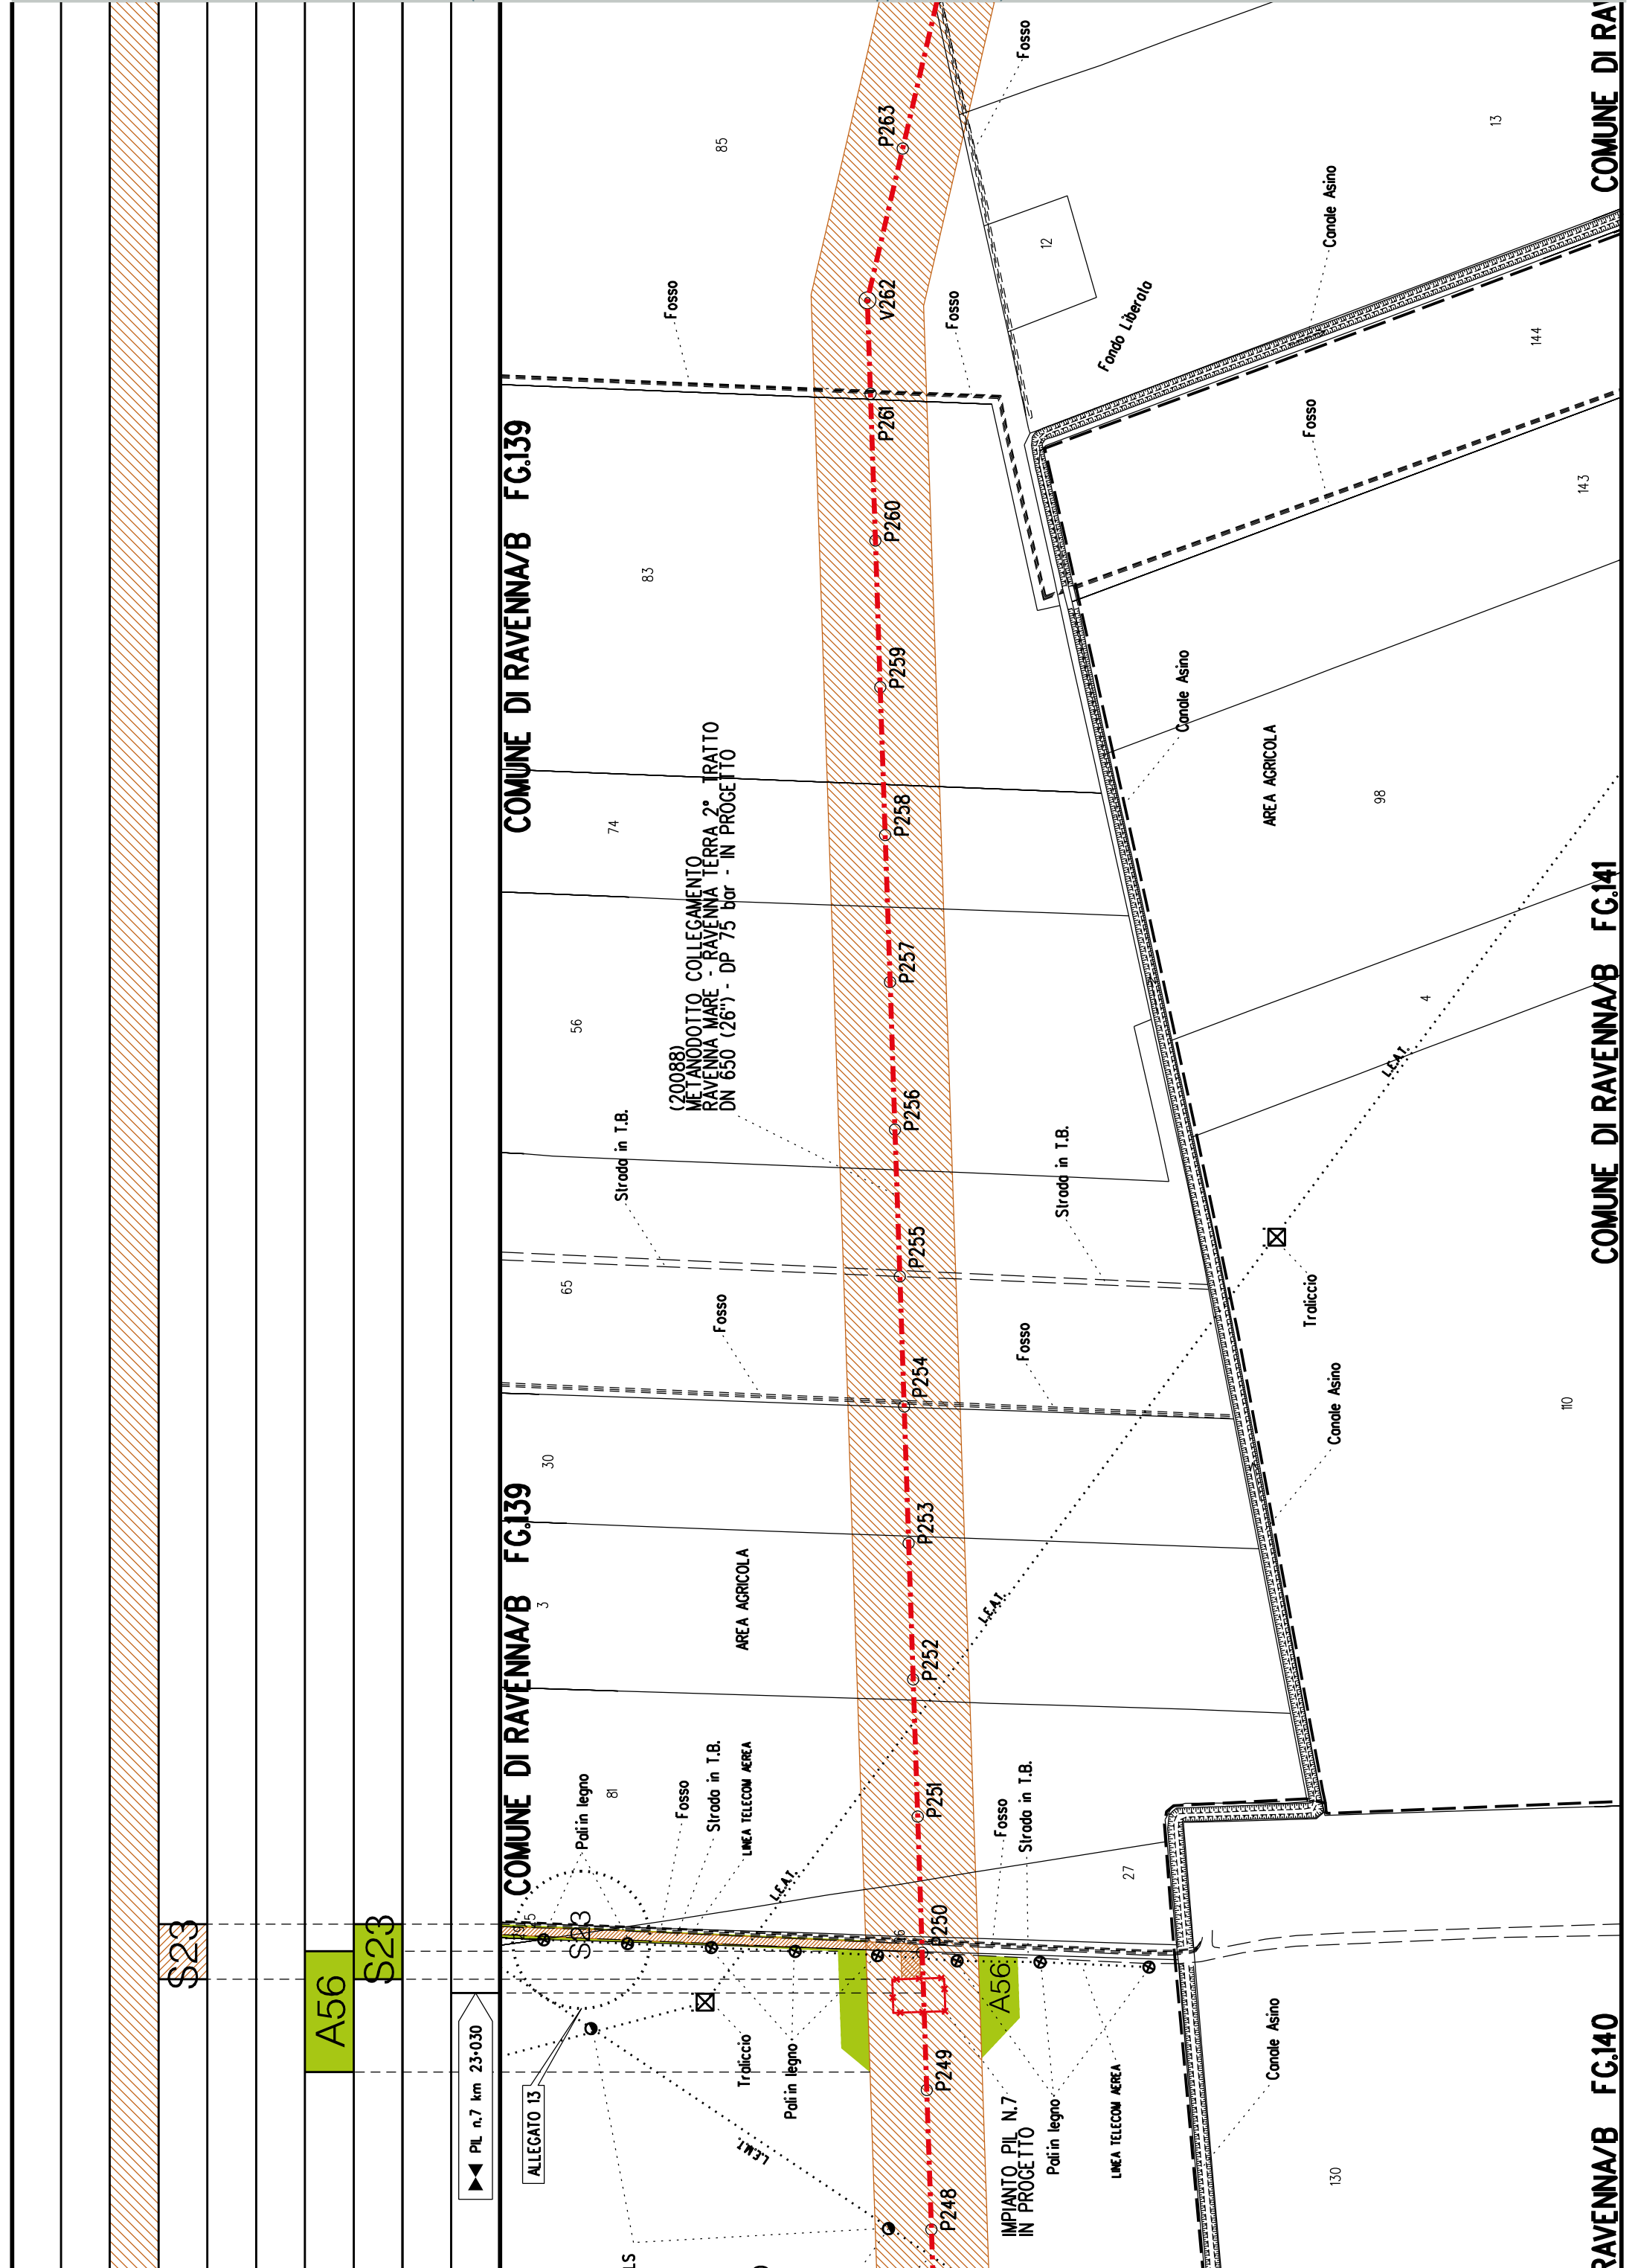 COMUNE DI RAVENNA/B FG.139
COMUNE DI RAVENNA/B FG.139
COMUNE DI RAVENNA/B FG.141
RAVENNA/B FG.140
COMUNE DI RAV
S23
A56
S23
PIL n.7 km 23+030
ALLEGATO 13
S23
A56
(20088)
METANODOTTO COLLEGAMENTO
RAVENNA MARE - RAVENNA TERRA 2° TRATTO
DN 650 (26") - DP 75 bar - IN PROGETTO
IMPIANTO PIL N.7
IN PROGETTO
P248
P249
P250
P251
P252
P253
P254
P255
P256
P257
P258
P259
P260
P261
V262
P263
Pali in legno
81
Fosso
Strada in T.B.
LINEA TELECOM AEREA
L.E.A.T.
Traliccio
Pali in legno
L.E.M.T.
LS
Fosso
Strada in T.B.
Pali in legno
LINEA TELECOM AEREA
27
130
Canale Asino
3
AREA AGRICOLA
L.E.A.T.
30
Fosso
Fosso
65
Strada in T.B.
Strada in T.B.
56
74
83
85
Fosso
Fosso
Fosso
12
13
Fondo Liberala
Canale Asino
144
Fosso
143
Canale Asino
AREA AGRICOLA
98
4
L.E.A.T.
Traliccio
Canale Asino
110